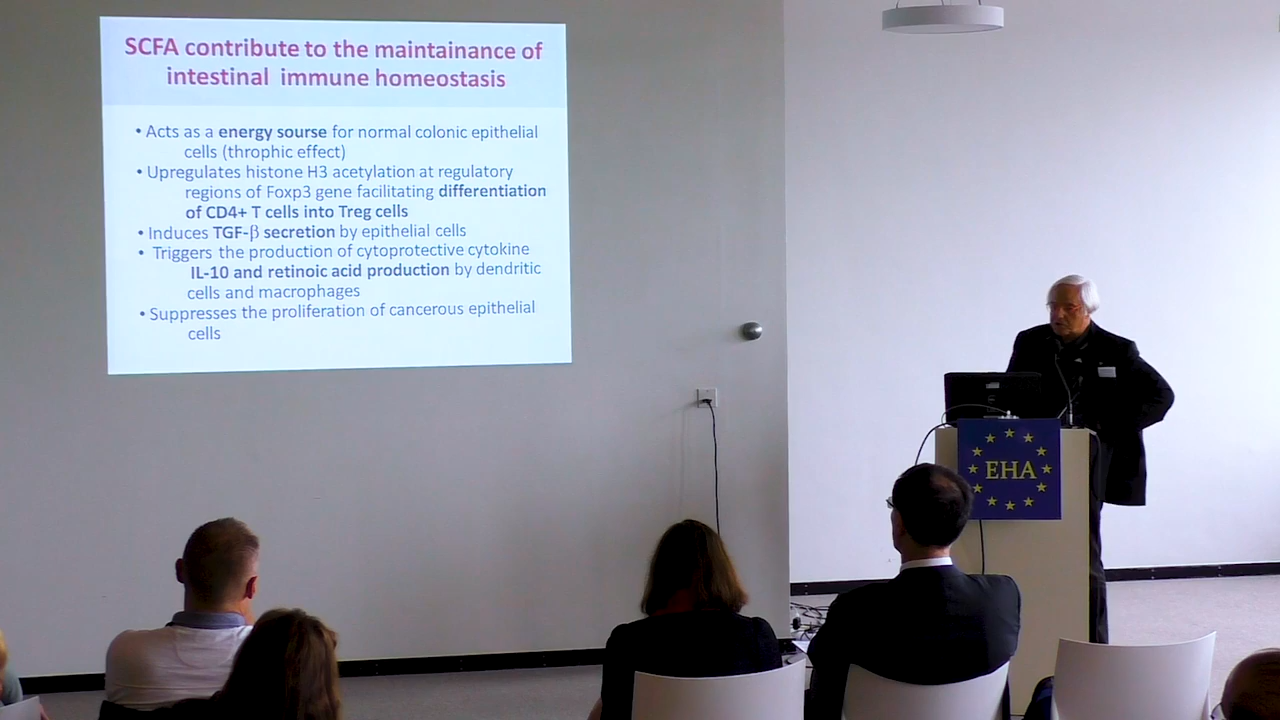 SCFA contribute to the maintainance of
intestinal immune homeostasis
• Acts as a energy sourse for normal colonic epithelial
cells (throphic effect)
• Upregulates histone H3 acetylation at regulatory
regions of Foxp3 gene facilitating differentiation
of CD4+ T cells into Treg cells
• Induces TGF-β secretion by epithelial cells
• Triggers the production of cytoprotective cytokine
IL-10 and retinoic acid production by dendritic
cells and macrophages
• Suppresses the proliferation of cancerous epithelial
cells
EHA